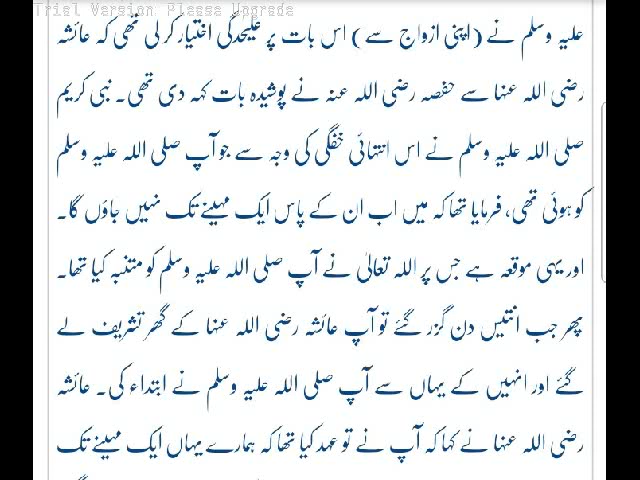 Trial Version Please Upgrade
علیہ وسلم نے (اپنی ازواج سے) اس بات پر علیحدگی اختیار کر لی تھی کہ عائشہ
رضی اللہ عنہا سے حفصہ رضی اللہ عنہ نے پوشیدہ بات کہہ دی تھی۔ نبی کریم
صلی اللہ علیہ وسلم نے اس انتہائی خفگی کی وجہ سے جو آپ صلی اللہ علیہ وسلم
کو ہوئی تھی، فرمایا تھا کہ میں اب ان کے پاس ایک مہینے تک نہیں جاؤں گا۔
اور یہی موقعہ ہے جس پر اللہ تعالیٰ نے آپ صلی اللہ علیہ وسلم کو متنبہ کیا تھا۔
پھر جب انتیس دن گزر گئے تو آپ عائشہ رضی اللہ عنہا کے گھر تشریف لے
گئے اور انہیں کے یہاں سے آپ صلی اللہ علیہ وسلم نے ابتداء کی۔ عائشہ
رضی اللہ عنہا نے کہا کہ آپ نے تو عہد کیا تھا کہ ہمارے یہاں ایک مہینے تک